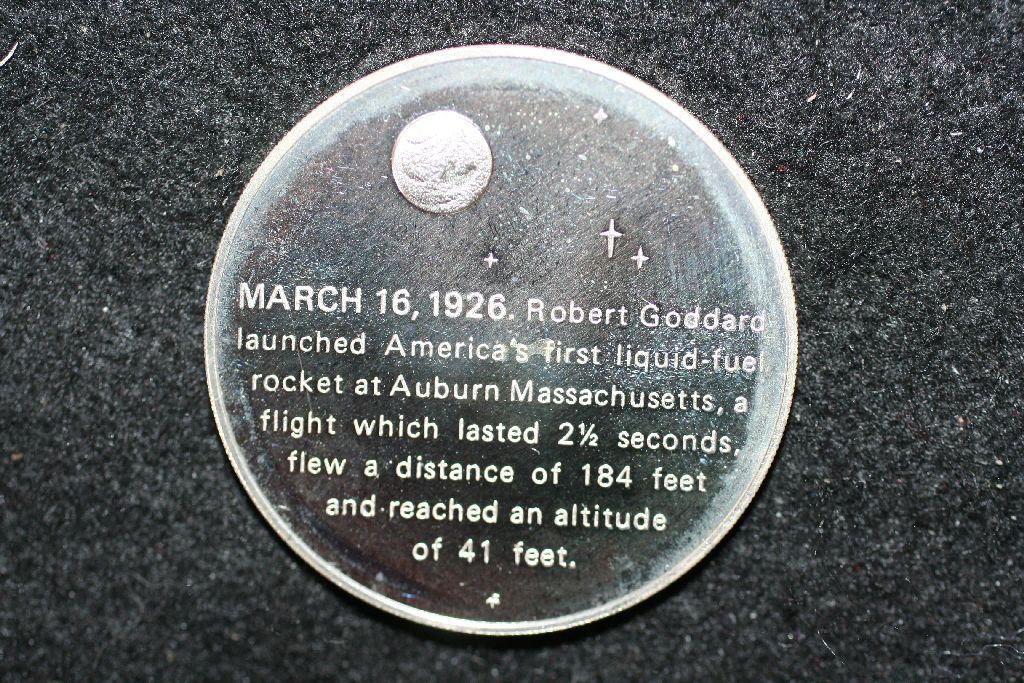 MARCH 16, 1926. Robert Goddard
launched America's first liquid-fuel
rocket at Auburn Massachusetts, a
flight which lasted 2½ seconds,
flew a distance of 184 feet
and reached an altitude
of 41 feet.